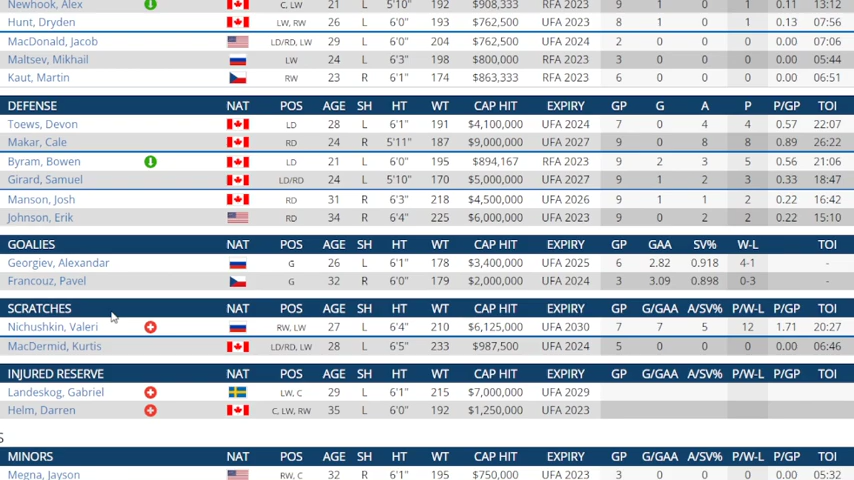 Newhook, Alex C, LW 21 L 5'10" 192 $908,333 RFA 2023 9 1 0 1 0.11 13:12
Hunt, Dryden LW, RW 26 L 6'0" 193 $762,500 UFA 2023 8 1 0 1 0.13 07:56
MacDonald, Jacob LD/RD, LW 29 L 6'0" 204 $762,500 UFA 2024 2 0 0 0 0.00 07:06
Maltsev, Mikhail LW 24 L 6'3" 198 $800,000 RFA 2023 3 0 0 0 0.00 05:44
Kaut, Martin RW 23 R 6'1" 174 $863,333 RFA 2023 6 0 0 0 0.00 06:51
DEFENSE NAT POS AGE SH HT WT CAP HIT EXPIRY GP G A P P/GP TOI
Toews, Devon LD 28 L 6'1" 191 $4,100,000 UFA 2024 7 0 4 4 0.57 22:07
Makar, Cale RD 24 R 5'11" 187 $9,000,000 UFA 2027 9 0 8 8 0.89 26:22
Byram, Bowen LD 21 L 6'0" 195 $894,167 RFA 2023 9 2 3 5 0.56 21:06
Girard, Samuel LD/RD 24 L 5'10" 170 $5,000,000 UFA 2027 9 1 2 3 0.33 18:47
Manson, Josh RD 31 R 6'3" 218 $4,500,000 UFA 2026 9 1 1 2 0.22 16:42
Johnson, Erik RD 34 R 6'4" 225 $6,000,000 UFA 2023 9 0 2 2 0.22 15:10
GOALIES NAT POS AGE SH HT WT CAP HIT EXPIRY GP GAA SV% W-L TOI
Georgiev, Alexandar G 26 L 6'1" 178 $3,400,000 UFA 2025 6 2.82 0.918 4-1 -
Francouz, Pavel G 32 R 6'0" 179 $2,000,000 UFA 2024 3 3.09 0.898 0-3 -
SCRATCHES NAT POS AGE SH HT WT CAP HIT EXPIRY GP G/GAA A/SV% P/W-L P/GP TOI
Nichushkin, Valeri RW, LW 27 L 6'4" 210 $6,125,000 UFA 2030 7 7 5 12 1.71 20:27
MacDermid, Kurtis LD/RD, LW 28 L 6'5" 233 $987,500 UFA 2024 5 0 0 0 0.00 06:46
INJURED RESERVE NAT POS AGE SH HT WT CAP HIT EXPIRY GP G/GAA A/SV% P/W-L P/GP TOI
Landeskog, Gabriel LW, C 29 L 6'1" 215 $7,000,000 UFA 2029
Helm, Darren C, LW, RW 35 L 6'0" 192 $1,250,000 UFA 2023
S
MINORS NAT POS AGE SH HT WT CAP HIT EXPIRY GP G/GAA A/SV% P/W-L P/GP TOI
Megna, Jayson RW, C 32 R 6'1" 195 $750,000 UFA 2023 3 0 0 0 0.00 05:32